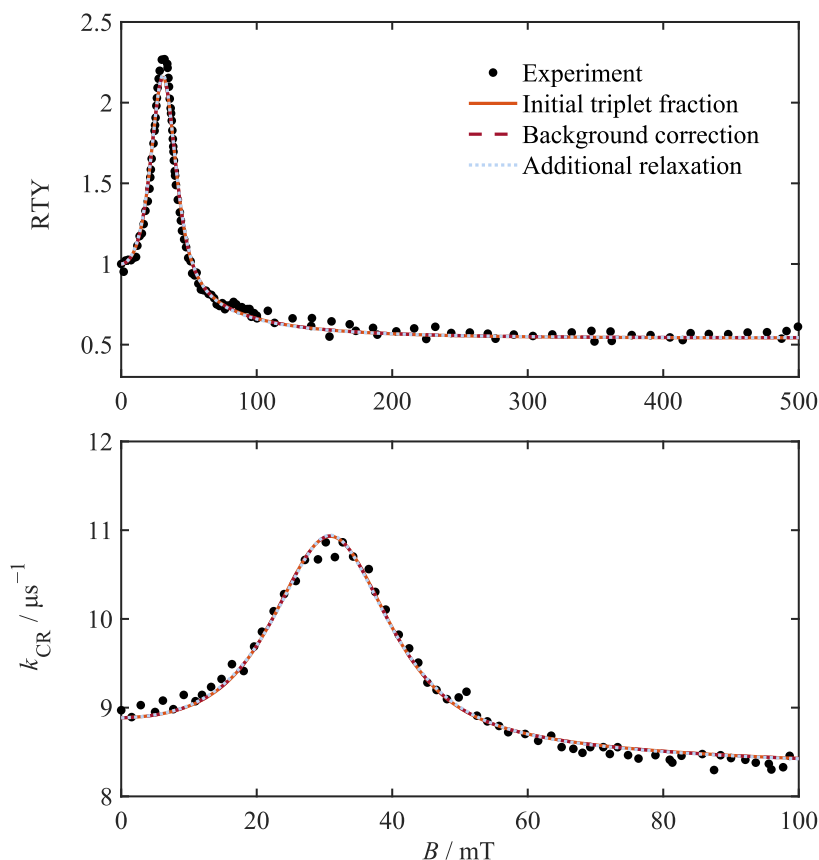 2.5
2
1.5
1
0.5
RTY
Experiment
Initial triplet fraction
Background correction
Additional relaxation
0 100 200 300 400 500
12
11
10
9
8
k_CR / μs⁻¹
0 20 40 60 80 100
B / mT